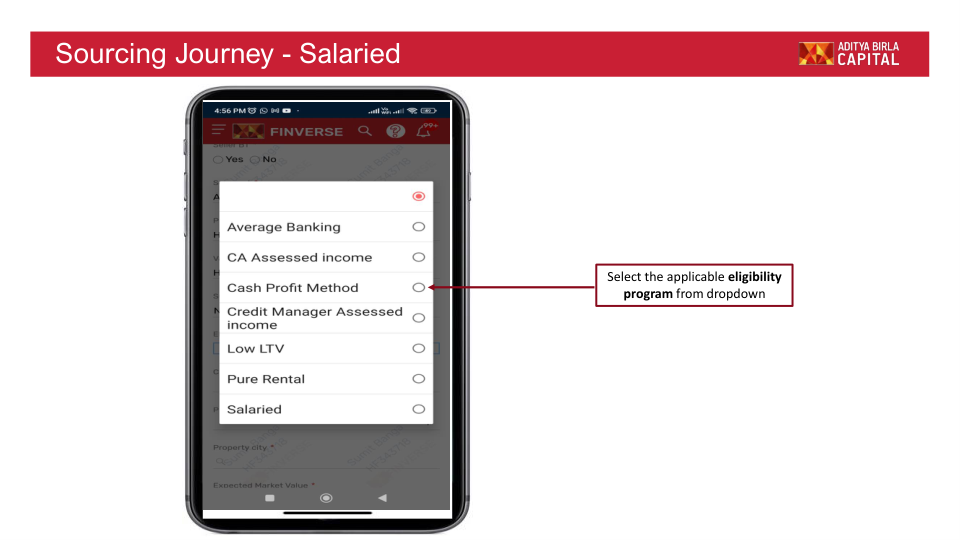 Sourcing Journey - Salaried
ADITYA BIRLA
CAPITAL
4:56 PM
99+
FINVERSE
Yes No
Average Banking
CA Assessed income
Cash Profit Method
Credit Manager Assessed
income
Low LTV
Pure Rental
Salaried
Property city *
Expected Market Value *
Select the applicable eligibility
program from dropdown